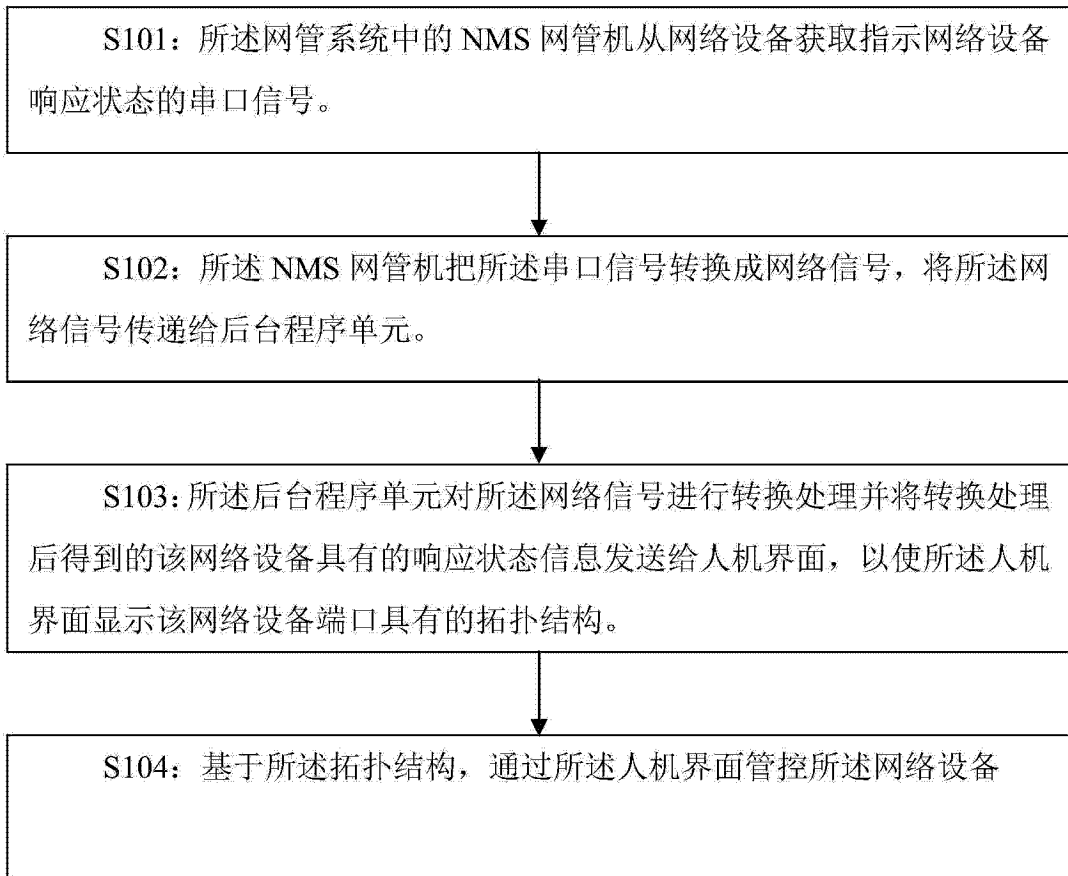 S101：所述网管系统中的 NMS 网管机从网络设备获取指示网络设备
响应状态的串口信号。
S102：所述 NMS 网管机把所述串口信号转换成网络信号，将所述网
络信号传递给后台程序单元。
S103：所述后台程序单元对所述网络信号进行转换处理并将转换处理
后得到的该网络设备具有的响应状态信息发送给人机界面，以使所述人机
界面显示该网络设备端口具有的拓扑结构。
S104：基于所述拓扑结构，通过所述人机界面管控所述网络设备